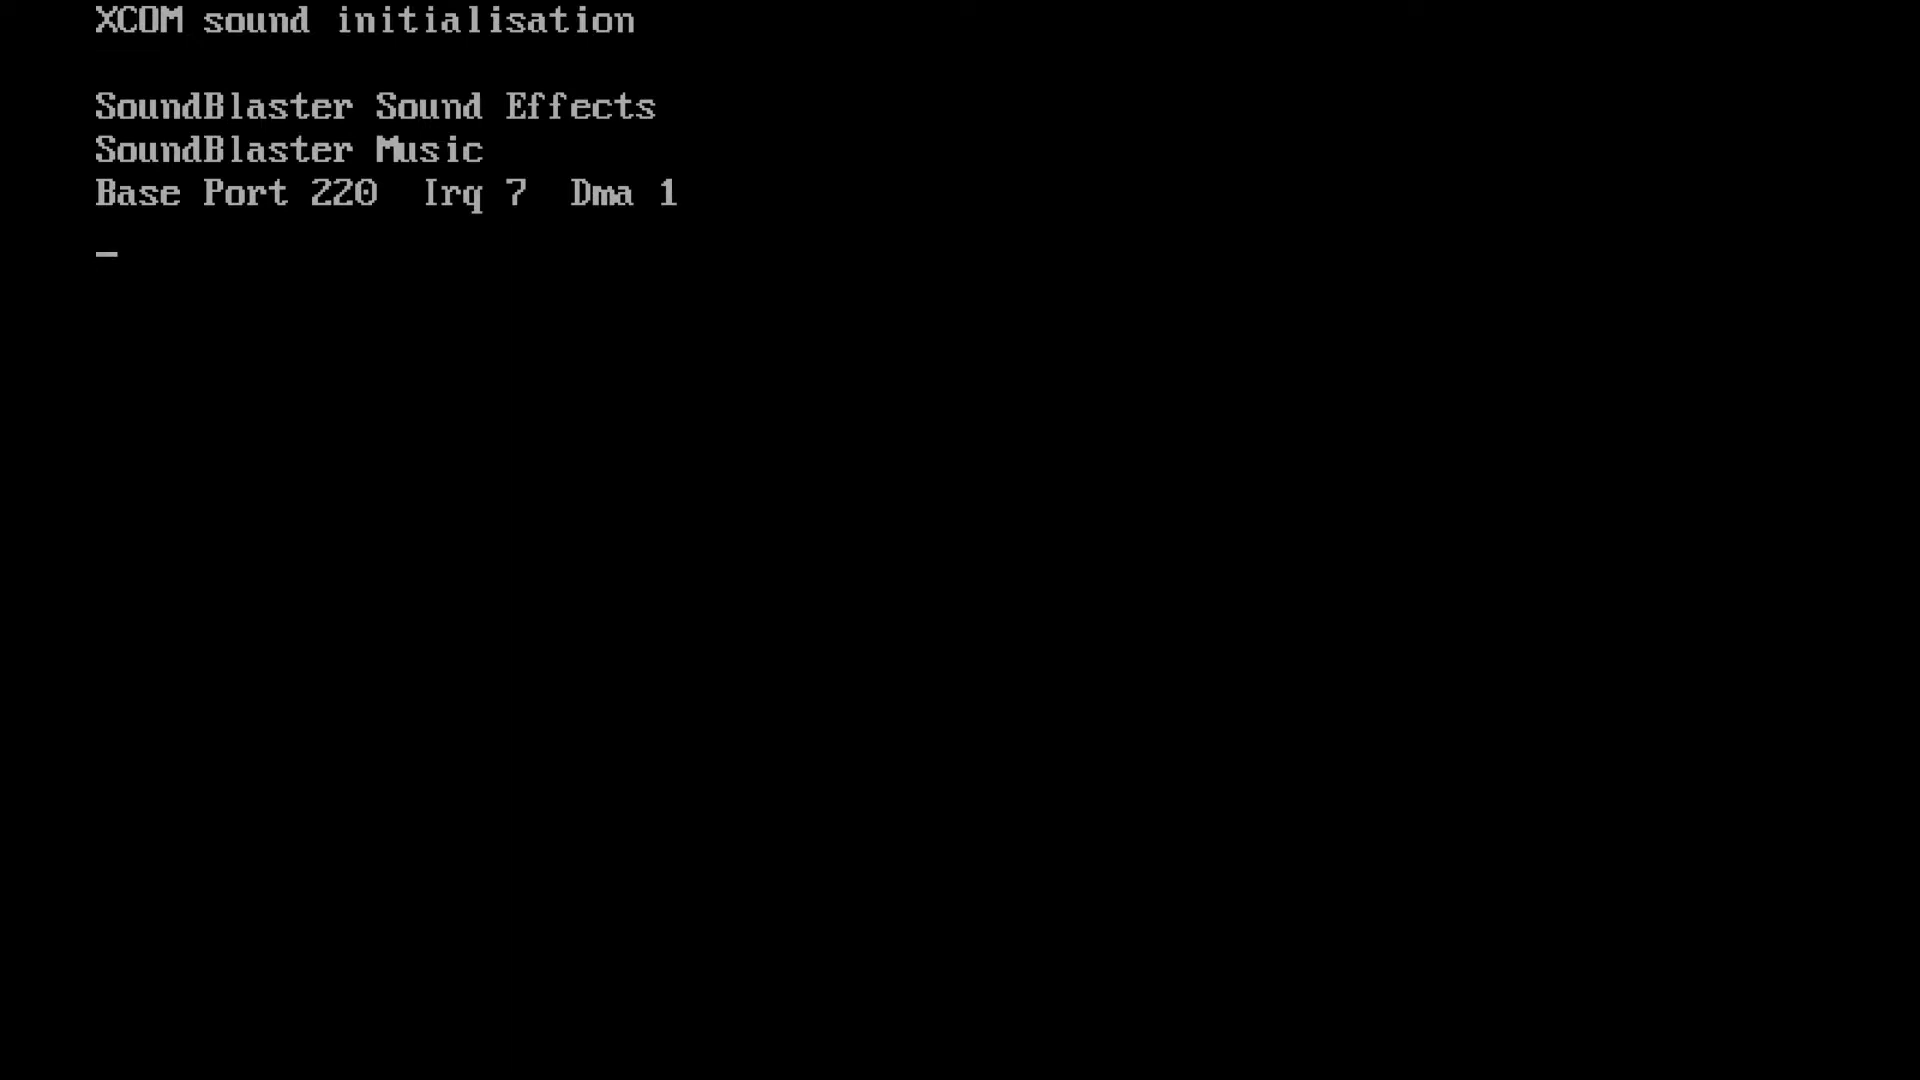 XCOM sound initialisation
SoundBlaster Sound Effects
SoundBlaster Music
Base Port 220  Irq 7  Dma 1
_